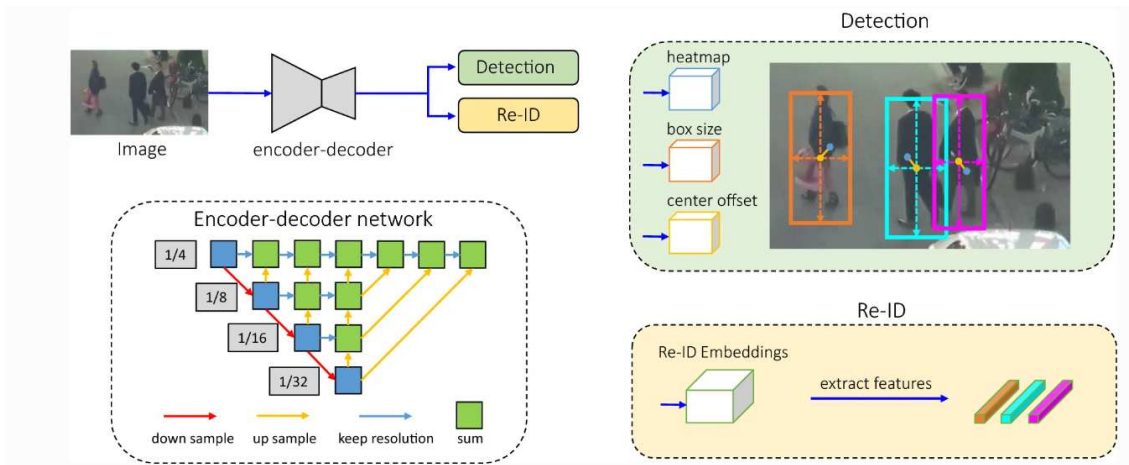 Image
encoder-decoder
Detection
Re-ID
Encoder-decoder network
1/4
1/8
1/16
1/32
down sample
up sample
keep resolution
sum
Detection
heatmap
box size
center offset
Re-ID
Re-ID Embeddings
extract features